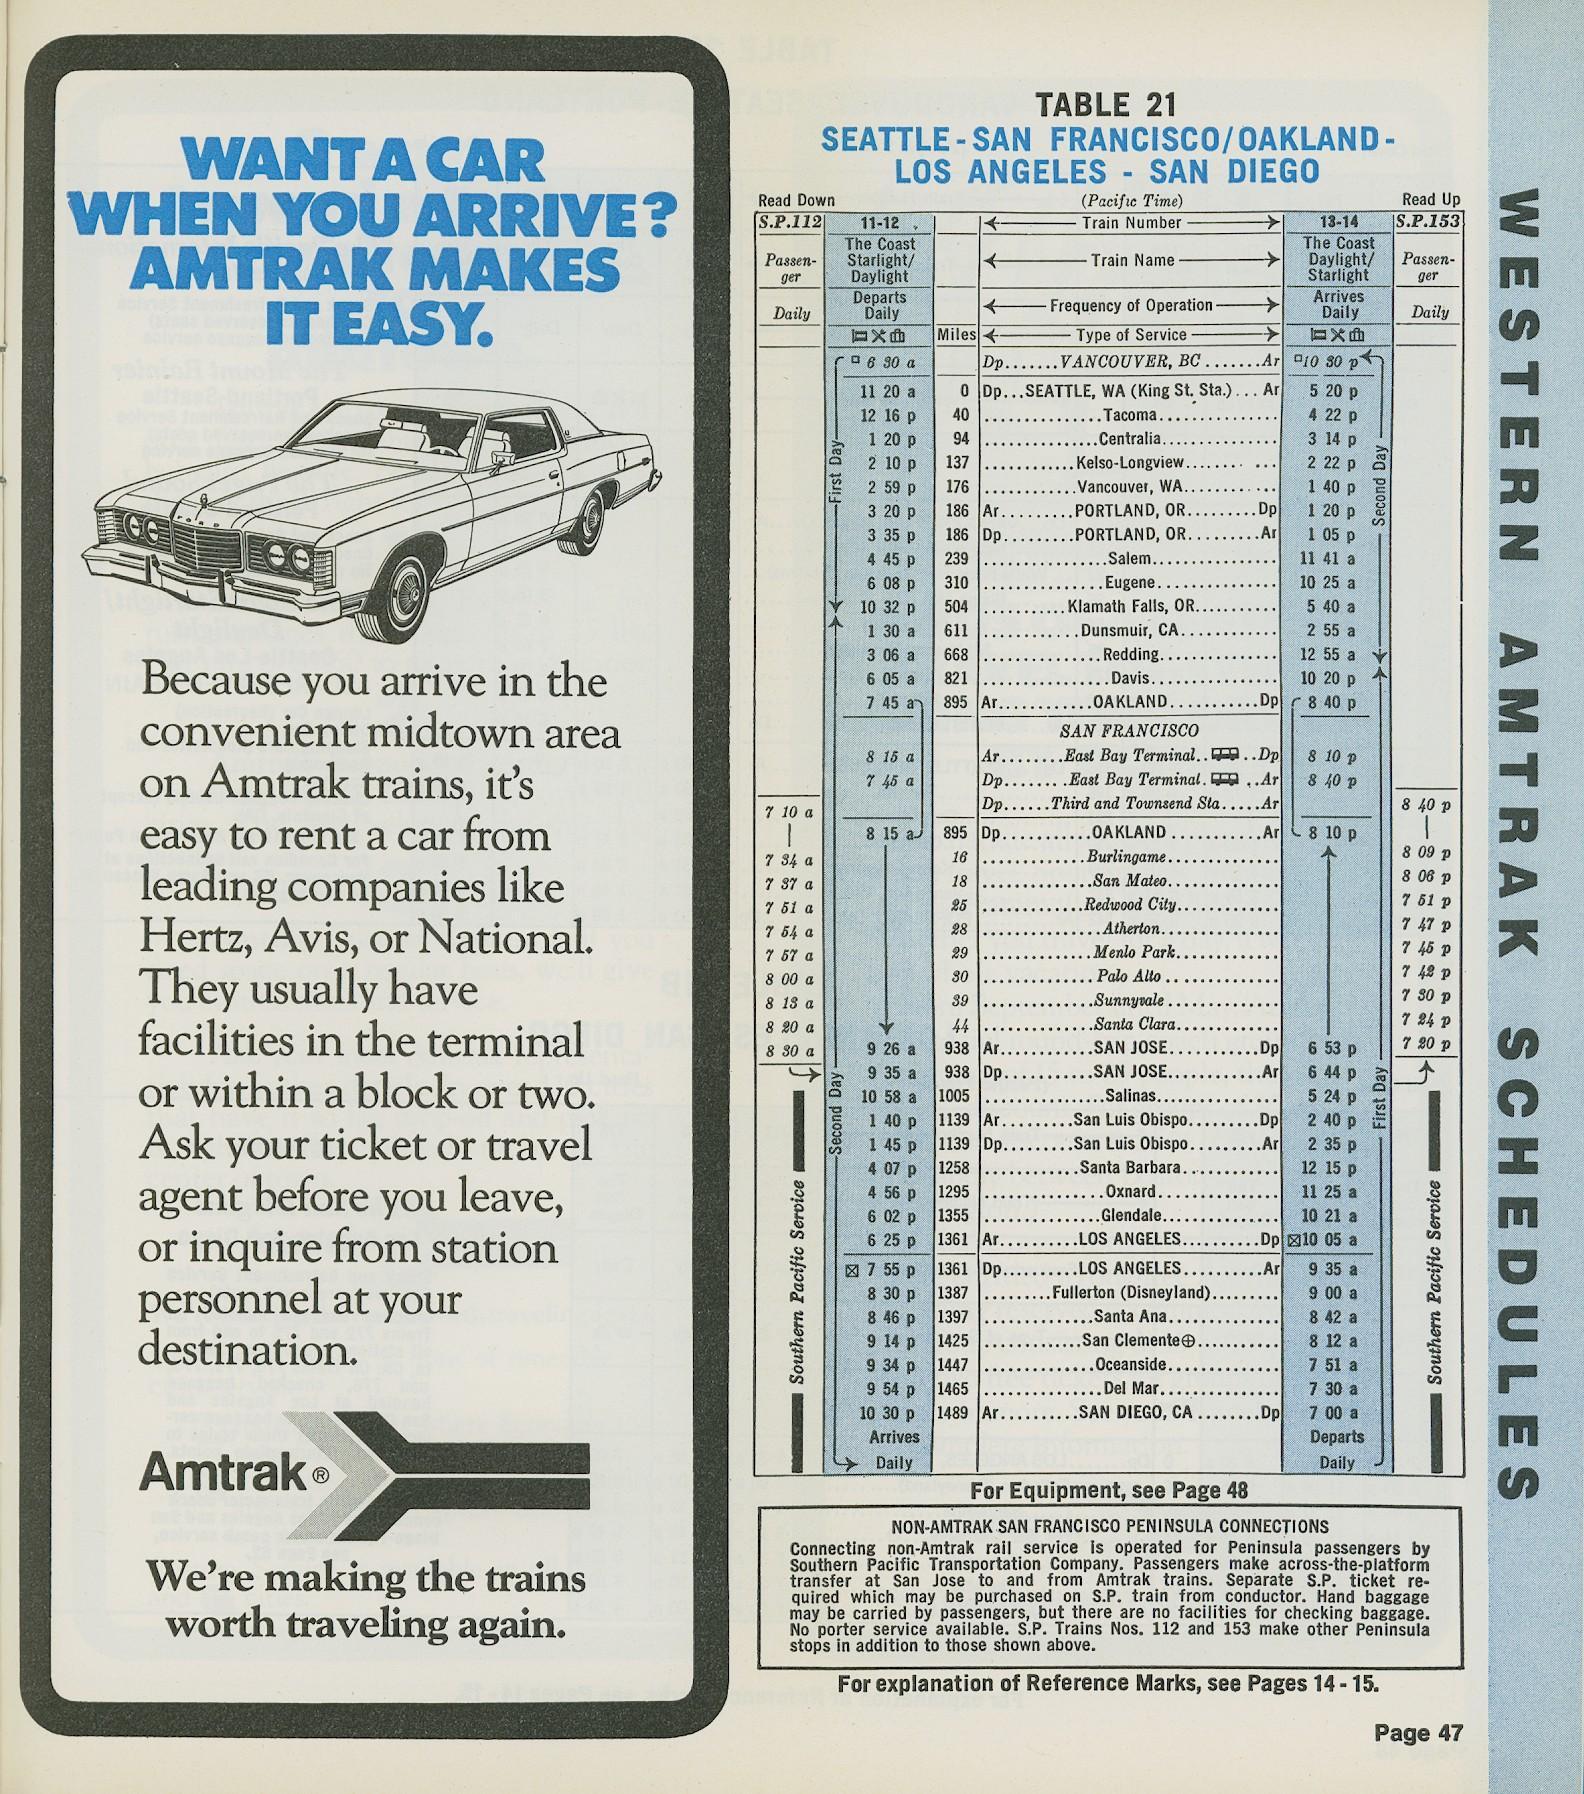 WANT A CAR
WHEN YOU ARRIVE?
AMTRAK MAKES
IT EASY.
FORD
Because you arrive in the
convenient midtown area
on Amtrak trains, it's
easy to rent a car from
leading companies like
Hertz, Avis, or National.
They usually have
facilities in the terminal
or within a block or two.
Ask your ticket or travel
agent before you leave,
or inquire from station
personnel at your
destination.
Amtrak®
We're making the trains
worth traveling again.
TABLE 21
SEATTLE - SAN FRANCISCO/OAKLAND -
LOS ANGELES - SAN DIEGO
Read Down (Pacific Time) Read Up
S.P.112 11-12 Train Number 13-14 S.P.153
Passenger The Coast Starlight/Daylight Train Name The Coast Daylight/Starlight Passenger
Daily Departs Daily Frequency of Operation Arrives Daily Daily
Miles Type of Service
6 30 a Dp.......VANCOUVER, BC.......Ar 10 30 p
11 20 a 0 Dp...SEATTLE, WA (King St. Sta.)...Ar 5 20 p
12 16 p 40 Tacoma 4 22 p
1 20 p 94 Centralia 3 14 p
2 10 p 137 Kelso-Longview 2 22 p
2 59 p 176 Vancouver, WA 1 40 p
3 20 p 186 Ar.........PORTLAND, OR.........Dp 1 20 p
3 35 p 186 Dp.........PORTLAND, OR.........Ar 1 05 p
4 45 p 239 Salem 11 41 a
6 08 p 310 Eugene 10 25 a
10 32 p 504 Klamath Falls, OR 5 40 a
1 30 a 611 Dunsmuir, CA 2 55 a
3 06 a 668 Redding 12 55 a
6 05 a 821 Davis 10 20 p
7 45 a 895 Ar...........OAKLAND...........Dp 8 40 p
SAN FRANCISCO
8 15 a Ar........East Bay Terminal....Dp 8 10 p
7 45 a Dp........East Bay Terminal....Ar 8 40 p
7 10 a Dp......Third and Townsend Sta.....Ar 8 40 p
8 15 a 895 Dp...........OAKLAND...........Ar 8 10 p
7 34 a 16 Burlingame 8 09 p
7 37 a 18 San Mateo 8 06 p
7 51 a 25 Redwood City 7 51 p
7 54 a 28 Atherton 7 47 p
7 57 a 29 Menlo Park 7 45 p
8 00 a 30 Palo Alto 7 42 p
8 13 a 39 Sunnyvale 7 30 p
8 20 a 44 Santa Clara 7 24 p
8 30 a 9 26 a 938 Ar...........SAN JOSE...........Dp 6 53 p 7 20 p
9 35 a 938 Dp...........SAN JOSE...........Ar 6 44 p
10 58 a 1005 Salinas 5 24 p
1 40 p 1139 Ar.........San Luis Obispo.........Dp 2 40 p
1 45 p 1139 Dp.........San Luis Obispo.........Ar 2 35 p
4 07 p 1258 Santa Barbara 12 15 p
4 56 p 1295 Oxnard 11 25 a
6 02 p 1355 Glendale 10 21 a
6 25 p 1361 Ar..........LOS ANGELES..........Dp 10 05 a
7 55 p 1361 Dp..........LOS ANGELES..........Ar 9 35 a
8 30 p 1387 Fullerton (Disneyland) 9 00 a
8 46 p 1397 Santa Ana 8 42 a
9 14 p 1425 San Clemente⊕ 8 12 a
9 34 p 1447 Oceanside 7 51 a
9 54 p 1465 Del Mar 7 30 a
10 30 p 1489 Ar..........SAN DIEGO, CA........Dp 7 00 a
Arrives Departs
Daily Daily
First Day
Second Day
Second Day
First Day
Southern Pacific Service
Southern Pacific Service
For Equipment, see Page 48
NON-AMTRAK SAN FRANCISCO PENINSULA CONNECTIONS
Connecting non-Amtrak rail service is operated for Peninsula passengers by
Southern Pacific Transportation Company. Passengers make across-the-platform
transfer at San Jose to and from Amtrak trains. Separate S.P. ticket re-
quired which may be purchased on S.P. train from conductor. Hand baggage
may be carried by passengers, but there are no facilities for checking baggage.
No porter service available. S.P. Trains Nos. 112 and 153 make other Peninsula
stops in addition to those shown above.
For explanation of Reference Marks, see Pages 14 - 15.
Page 47
WESTERN AMTRAK SCHEDULES